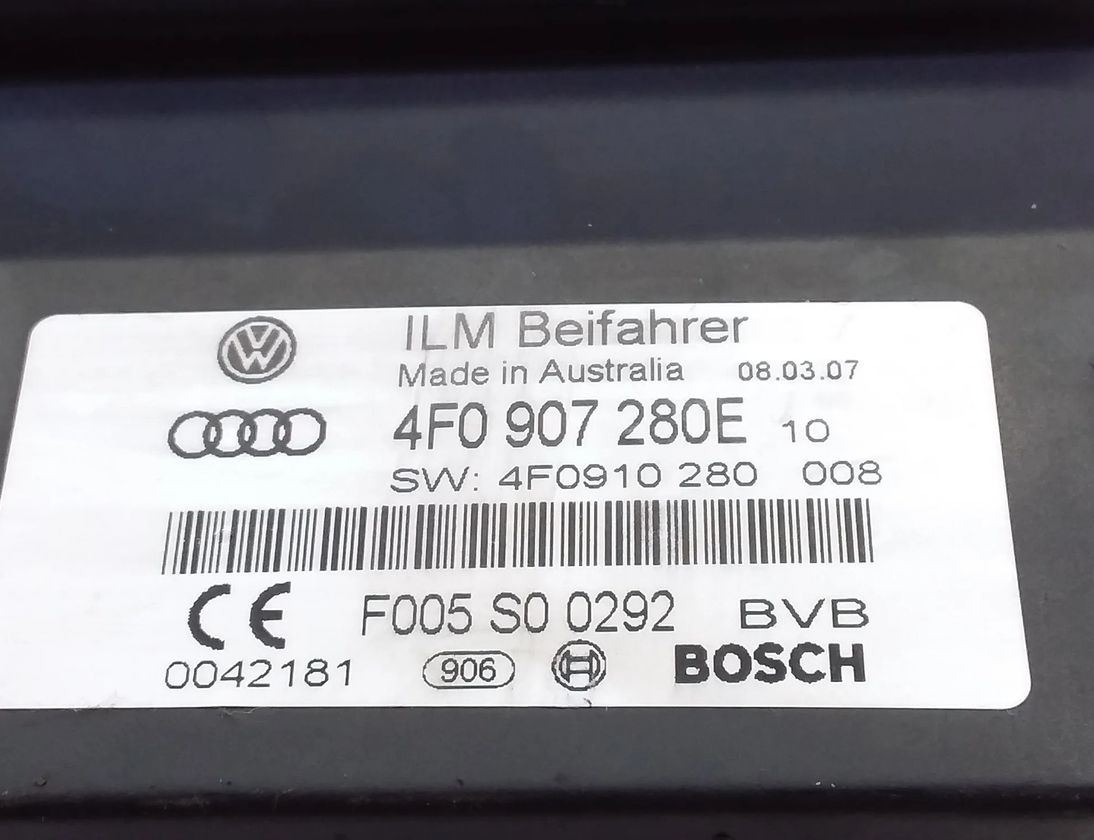 ILM Beifahrer
Made in Australia 08.03.07
4F0 907 280E 10
SW: 4F0910 280 008
CE F005 S0 0292 BVB
0042181 906 BOSCH